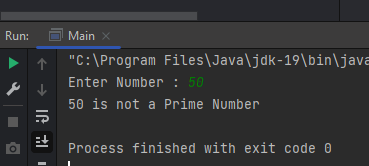 Run: Main
"C:\Program Files\Java\jdk-19\bin\java
Enter Number : 50
50 is not a Prime Number
Process finished with exit code 0